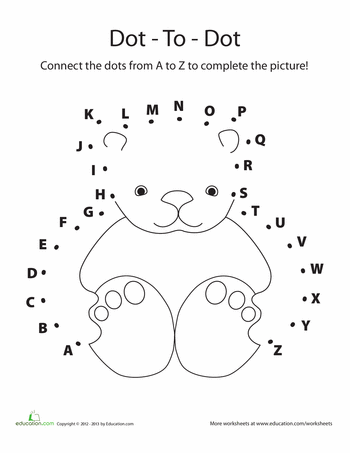 Dot - To - Dot
Connect the dots from A to Z to complete the picture!
K L M N O P
J Q
I R
H S
G T
F U
E V
D W
C X
B Y
A Z
education.com Copyright © 2012 - 2013 by Education.com More worksheets at www.education.com/worksheets